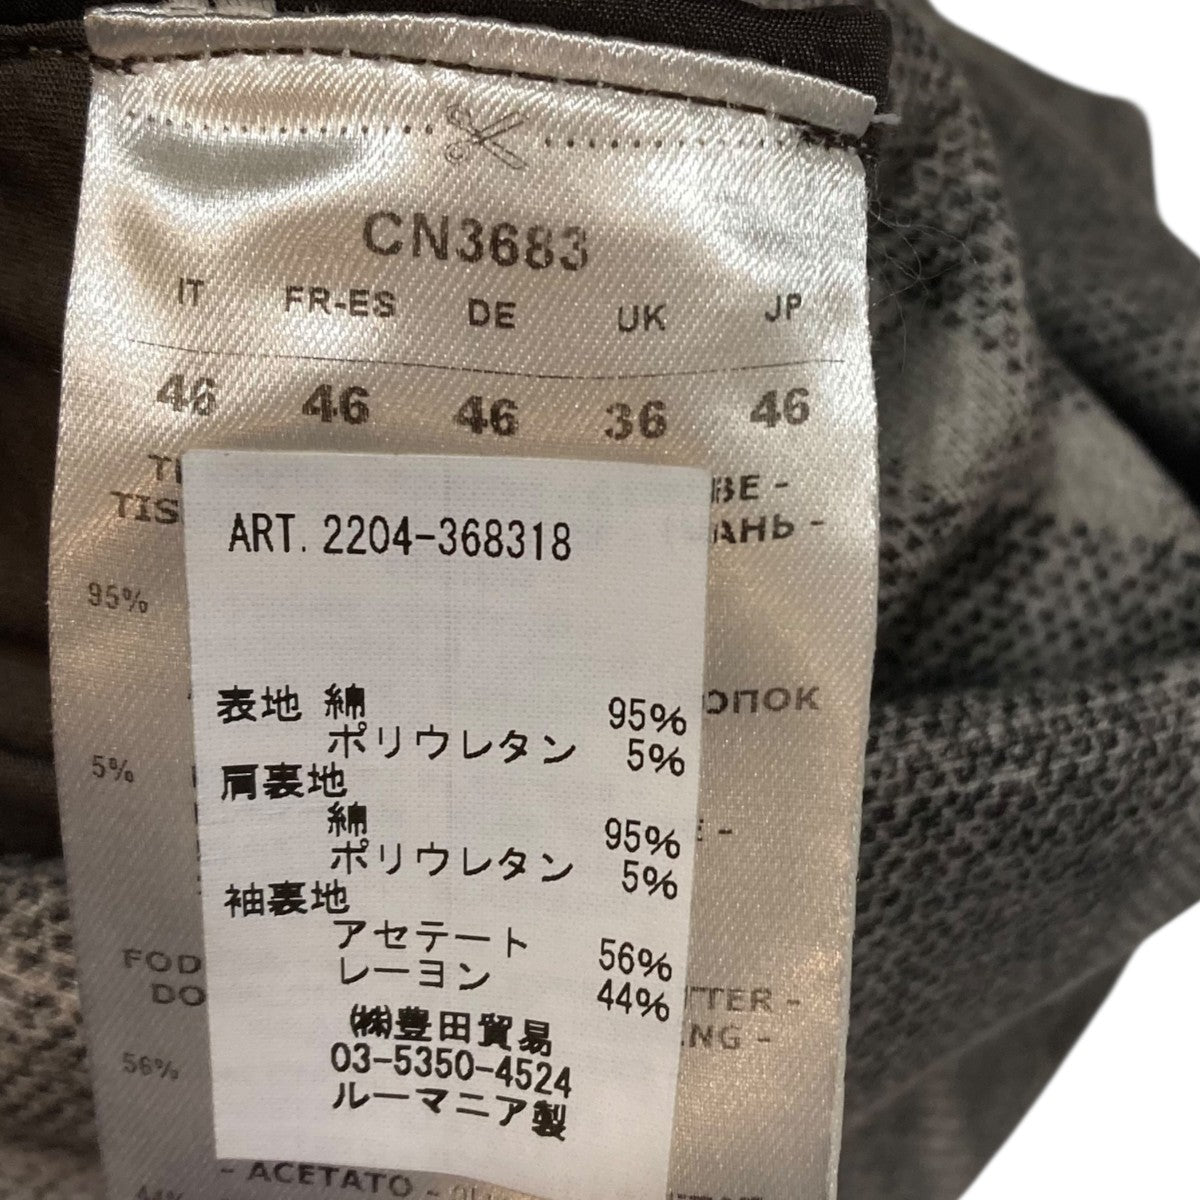 CN3683
IT FR-ES DE UK JP
46 46 46 36 46
ART. 2204-368318
95%
表地 綿 95%
ポリウレタン 5%
5%
肩裏地
綿 95%
ポリウレタン 5%
袖裏地
アセテート 56%
レーヨン 44%
56%
㈱豊田貿易
03-5350-4524
ルーマニア製
- ACETATO -
44%